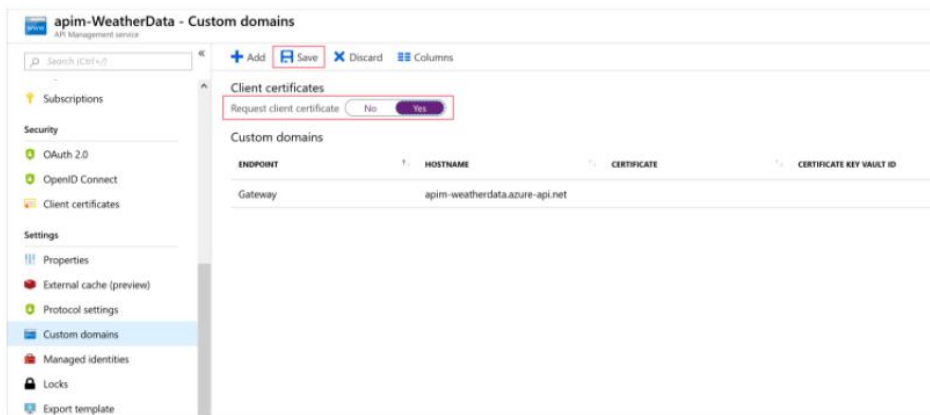 apim-WeatherData - Custom domains
API Management service
Search (Ctrl+/)
«
Add Save Discard Columns
Subscriptions
Security
OAuth 2.0
OpenID Connect
Client certificates
Settings
Properties
External cache (preview)
Protocol settings
Custom domains
Managed identities
Locks
Export template
Client certificates
Request client certificate No Yes
Custom domains
ENDPOINT HOSTNAME CERTIFICATE CERTIFICATE KEY VAULT ID
Gateway apim-weatherdata.azure-api.net